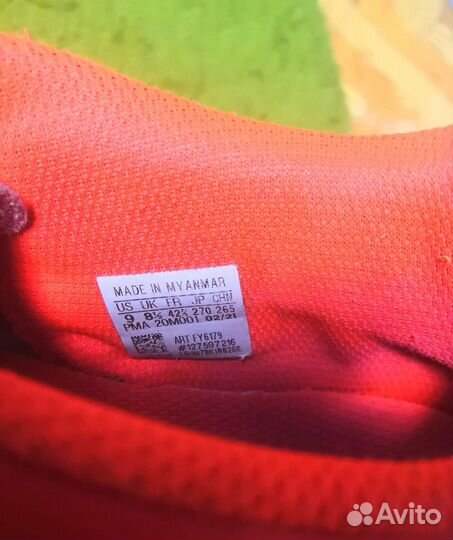 MADE IN MYANMAR
US UK FR JP CHN
9 8½ 42⅔ 270 265
PMA 20M001 02/21
ART FY6179
#127597216
Avito